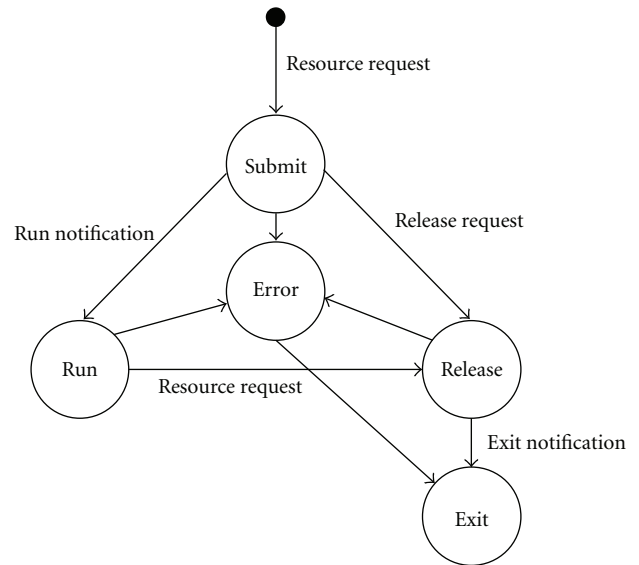 Resource request
Submit
Run notification
Release request
Error
Run
Resource request
Release
Exit notification
Exit